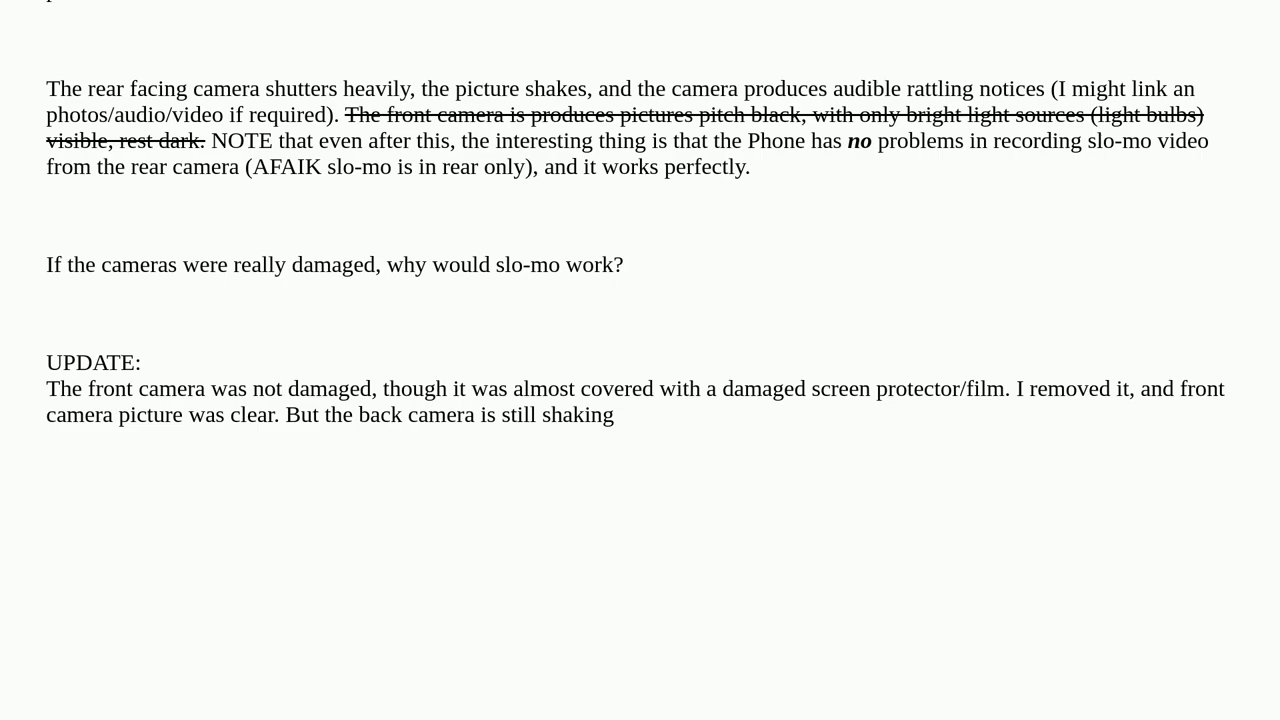 The rear facing camera shutters heavily, the picture shakes, and the camera produces audible rattling notices (I might link an
photos/audio/video if required). The front camera is produces pictures pitch black, with only bright light sources (light bulbs)
visible, rest dark. NOTE that even after this, the interesting thing is that the Phone has no problems in recording slo-mo video
from the rear camera (AFAIK slo-mo is in rear only), and it works perfectly.
If the cameras were really damaged, why would slo-mo work?
UPDATE:
The front camera was not damaged, though it was almost covered with a damaged screen protector/film. I removed it, and front
camera picture was clear. But the back camera is still shaking